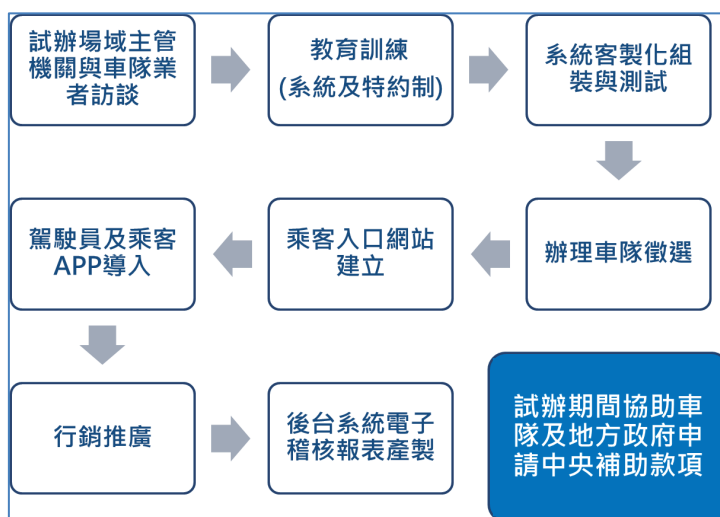 試辦場域主管
機關與車隊業
者訪談
教育訓練
(系統及特約制)
系統客製化組
裝與測試
辦理車隊徵選
乘客入口網站
建立
駕駛員及乘客
APP導入
行銷推廣
後台系統電子
稽核報表產製
試辦期間協助車
隊及地方政府申
請中央補助款項